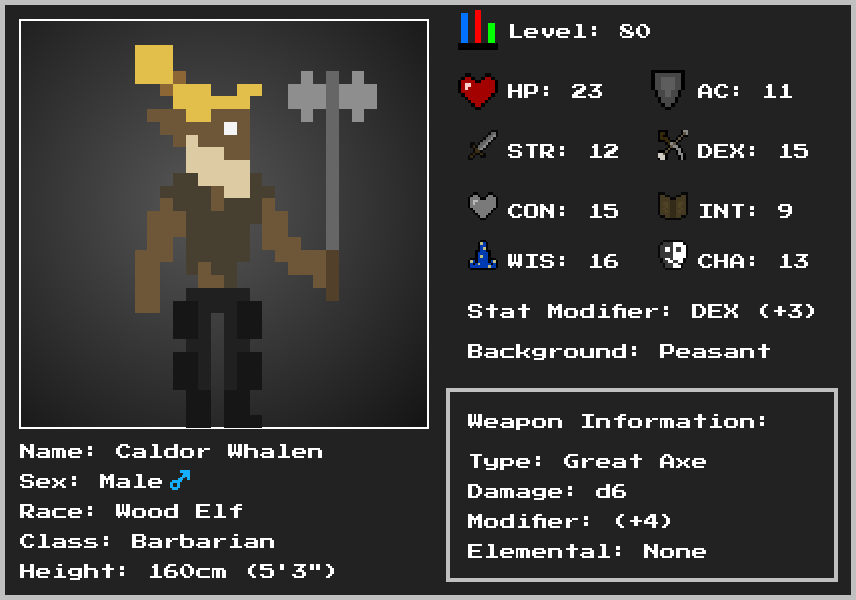 Level: 80
HP: 23 AC: 11
STR: 12 DEX: 15
CON: 15 INT: 9
WIS: 16 CHA: 13
Stat Modifier: DEX (+3)
Background: Peasant
Name: Caldor Whalen
Sex: Male♂
Race: Wood Elf
Class: Barbarian
Height: 160cm (5'3")
Weapon Information:
Type: Great Axe
Damage: d6
Modifier: (+4)
Elemental: None